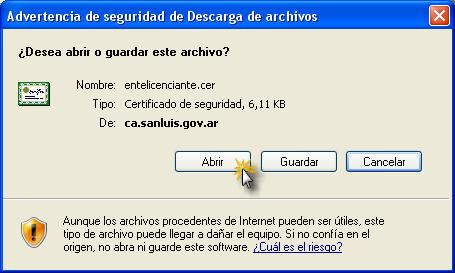 Advertencia de seguridad de Descarga de archivos
¿Desea abrir o guardar este archivo?
Nombre: entelicenciante.cer
Tipo: Certificado de seguridad, 6,11 KB
De: ca.sanluis.gov.ar
Abrir Guardar Cancelar
Aunque los archivos procedentes de Internet pueden ser útiles, este
tipo de archivo puede llegar a dañar el equipo. Si no confía en el
origen, no abra ni guarde este software. ¿Cuál es el riesgo?